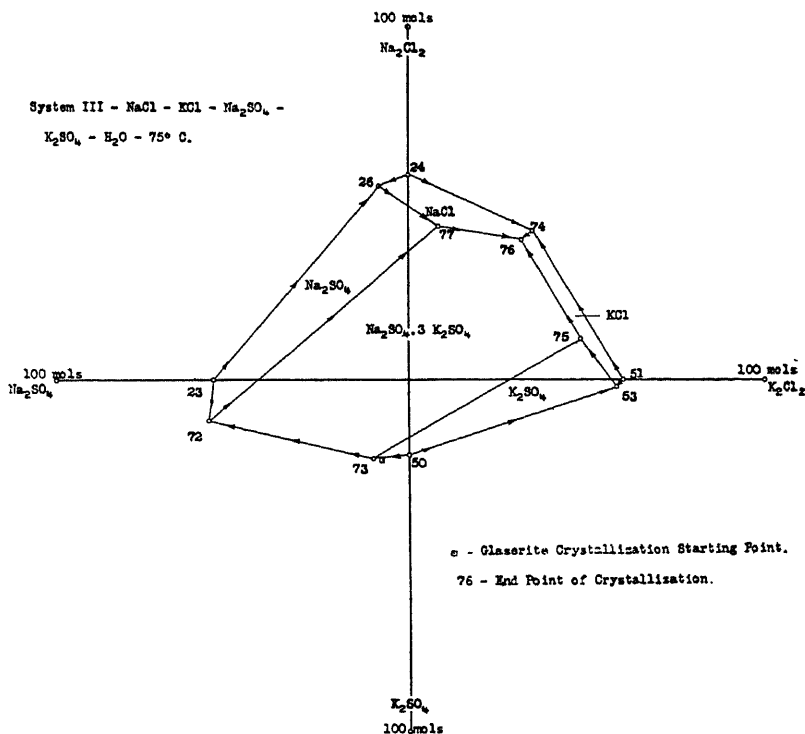 100 mols
Na₂Cl₂
System III - NaCl - KCl - Na₂SO₄ -
K₂SO₄ - H₂O - 75° C.
24
26
NaCl
74
77
76
Na₂SO₄
KCl
Na₂SO₄.3 K₂SO₄
75
100 mols
Na₂SO₄
23
K₂SO₄
51
53
100 mols
K₂Cl₂
72
73
a
50
- Glaserite Crystallization Starting Point.
76 - End Point of Crystallization.
K₂SO₄
100 mols